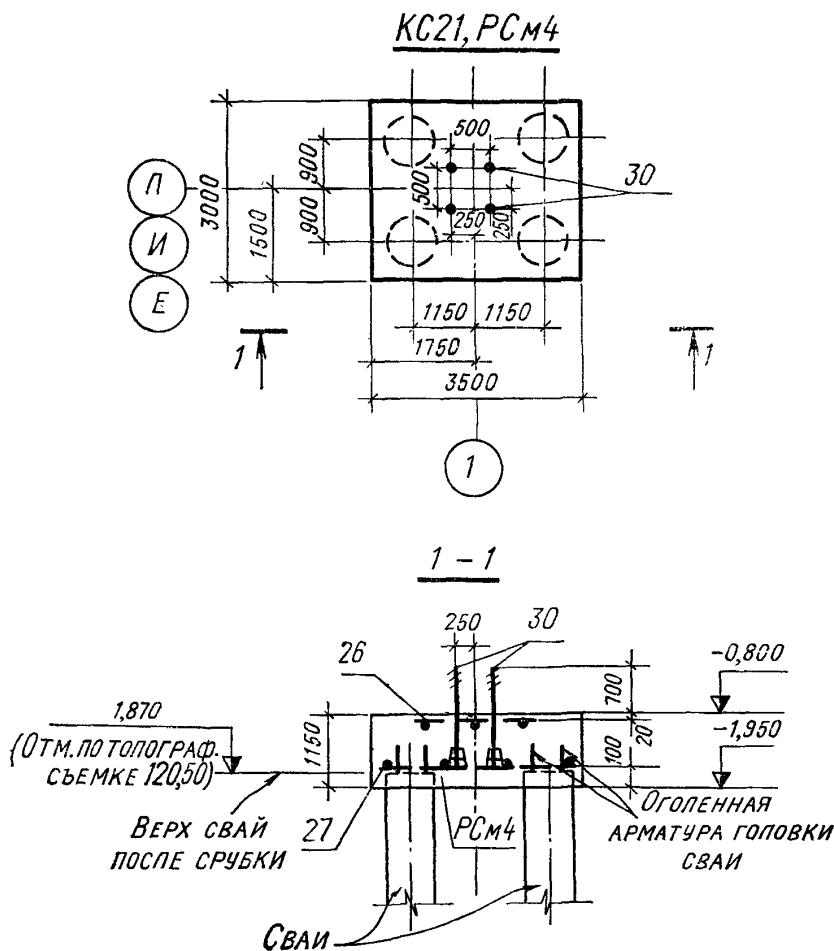 КС21, РСм4
500
30
900
500
П
3000
900
250
250
1500
И
Е
1150 1150
1 1750 1
3500
1
1 – 1
250
30
26
-0,800
700
1,870
1150
20
(Отм. по топограф.
съемке 120,50)
100
-1,950
Верх свай
после срубки
27
РСм4
Оголенная
арматура головки
сваи
Сваи